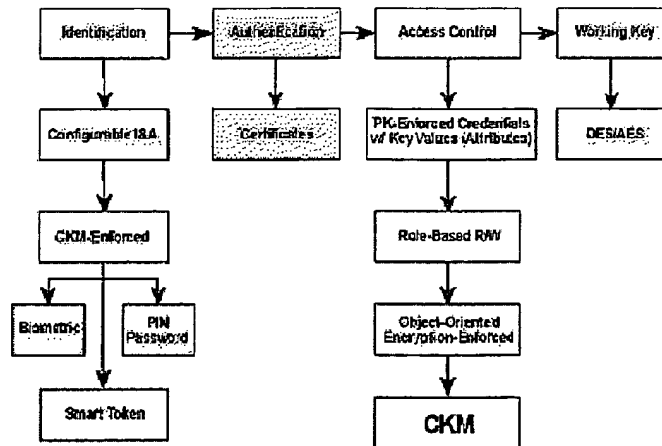 Identification
Authentication
Access Control
Working Key
Configurable I&A
Certificates
PK-Enforced Credentials
w/ Key Values (Attributes)
DES/AES
CKM-Enforced
Role-Based R/W
Biometric
PIN
Password
Object-Oriented
Encryption-Enforced
Smart Token
CKM